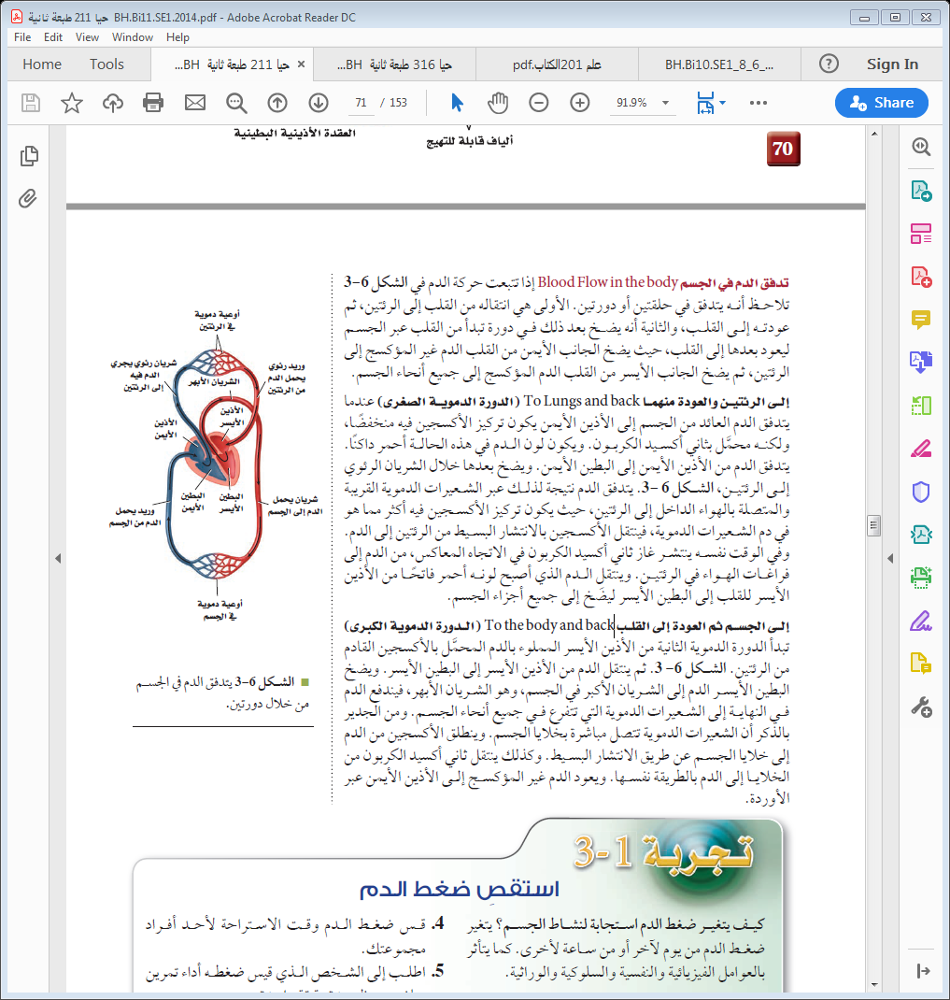 حيا 211 طبعة ثانية BH.Bi11.SE1.2014.pdf - Adobe Acrobat Reader DC
File Edit View Window Help
Home Tools
حيا 211 طبعة ثانية BH... ×
حيا 316 طبعة ثانية BH...
علم 201الكتاب.pdf
BH.Bi10.SE1_8_6_...
Sign In
71 / 153
91.9%
Share
العقدة الأذينية البطينية
ألياف قابلة للتهيج
70
تدفق الدم في الجسم Blood Flow in the body إذا تتبعت حركة الدم في الشكل 6-3
تلاحظ أنه يتدفق في حلقتين أو دورتين. الأولى هي انتقاله من القلب إلى الرئتين، ثم
عودته إلى القلب، والثانية أنه يضخ بعد ذلك في دورة تبدأ من القلب عبر الجسم
ليعود بعدها إلى القلب، حيث يضخ الجانب الأيمن من القلب الدم غير المؤكسج إلى
الرئتين، ثم يضخ الجانب الأيسر من القلب الدم المؤكسج إلى جميع أنحاء الجسم.
إلى الرئتين والعودة منهما To Lungs and back (الدورة الدموية الصغرى) عندما
يتدفق الدم العائد من الجسم إلى الأذين الأيمن يكون تركيز الأكسجين فيه منخفضًا،
ولكنه محمَّل بثاني أكسيد الكربون. ويكون لون الدم في هذه الحالة أحمر داكنًا.
يتدفق الدم من الأذين الأيمن إلى البطين الأيمن. ويضخ بعدها خلال الشريان الرئوي
إلى الرئتين، الشكل 6 -3. يتدفق الدم نتيجة لذلك عبر الشعيرات الدموية القريبة
والمتصلة بالهواء الداخل إلى الرئتين، حيث يكون تركيز الأكسجين فيه أكثر مما هو
في دم الشعيرات الدموية، فينتقل الأكسجين بالانتشار البسيط من الرئتين إلى الدم.
وفي الوقت نفسه ينتشر غاز ثاني أكسيد الكربون في الاتجاه المعاكس، من الدم إلى
فراغات الهواء في الرئتين. وينتقل الدم الذي أصبح لونه أحمر فاتحًا من الأذين
الأيسر للقلب إلى البطين الأيسر ليضَخ إلى جميع أجزاء الجسم.
إلى الجسم ثم العودة إلى القلب To the body and back (الدورة الدموية الكبرى)
تبدأ الدورة الدموية الثانية من الأذين الأيسر المملوء بالدم المحمَّل بالأكسجين القادم
من الرئتين. الشكل 6- 3. ثم ينتقل الدم من الأذين الأيسر إلى البطين الأيسر. ويضخ
البطين الأيسر الدم إلى الشريان الأكبر في الجسم، وهو الشريان الأبهر، فيندفع الدم
في النهاية إلى الشعيرات الدموية التي تتفرع في جميع أنحاء الجسم. ومن الجدير
بالذكر أن الشعيرات الدموية تتصل مباشرة بخلايا الجسم. وينطلق الأكسجين من الدم
إلى خلايا الجسم عن طريق الانتشار البسيط. وكذلك ينتقل ثاني أكسيد الكربون من
الخلايا إلى الدم بالطريقة نفسها. ويعود الدم غير المؤكسج إلى الأذين الأيمن عبر
الأوردة.
أوعية دموية
في الرئتين
وريد رئوي
يحمل الدم
من الرئتين
شريان رئوي يجري
الدم فيه
إلى الرئتين
الشريان الأبهر
الأذين
الأيسر
الأذين
الأيمن
البطين
الأيسر
البطين
الأيمن
شريان يحمل
الدم إلى الجسم
وريد يحمل
الدم من الجسم
أوعية دموية
في الجسم
الشكل 6-3 يتدفق الدم في الجسم
من خلال دورتين.
تجربة 1-3
استقصِ ضغط الدم
كيف يتغير ضغط الدم استجابة لنشاط الجسم؟ يتغير
ضغط الدم من يوم لآخر أو من ساعة لأخرى. كما يتأثر
بالعوامل الفيزيائية والنفسية والسلوكية والوراثية.
4. قس ضغط الدم وقت الاستراحة لأحد أفراد
مجموعتك.
5. اطلب إلى الشخص الذي قيس ضغطه أداء تمرين